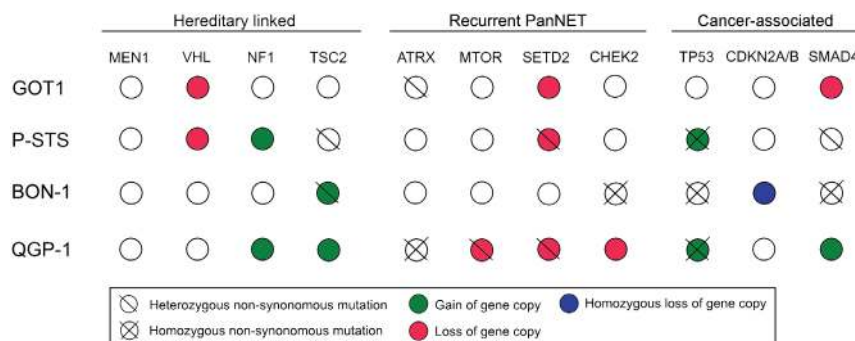 Hereditary linked Recurrent PanNET Cancer-associated
MEN1 VHL NF1 TSC2 ATRX MTOR SETD2 CHEK2 TP53 CDKN2A/B SMAD4
GOT1
P-STS
BON-1
QGP-1
Heterozygous non-synonomous mutation Gain of gene copy Homozygous loss of gene copy
Homozygous non-synonomous mutation Loss of gene copy